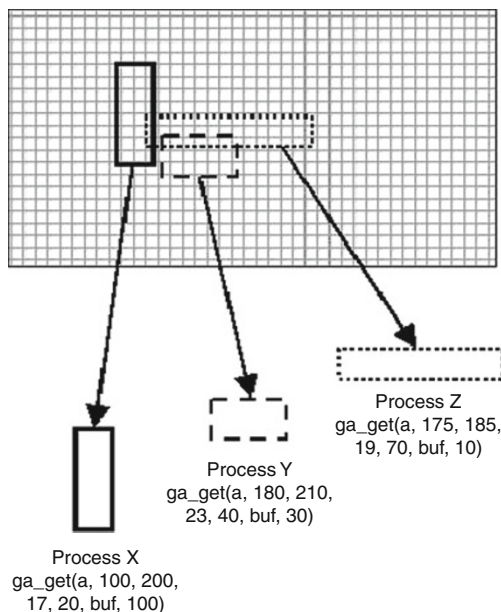 Process Z
ga_get(a, 175, 185,
19, 70, buf, 10)
Process Y
ga_get(a, 180, 210,
23, 40, buf, 30)
Process X
ga_get(a, 100, 200,
17, 20, buf, 100)